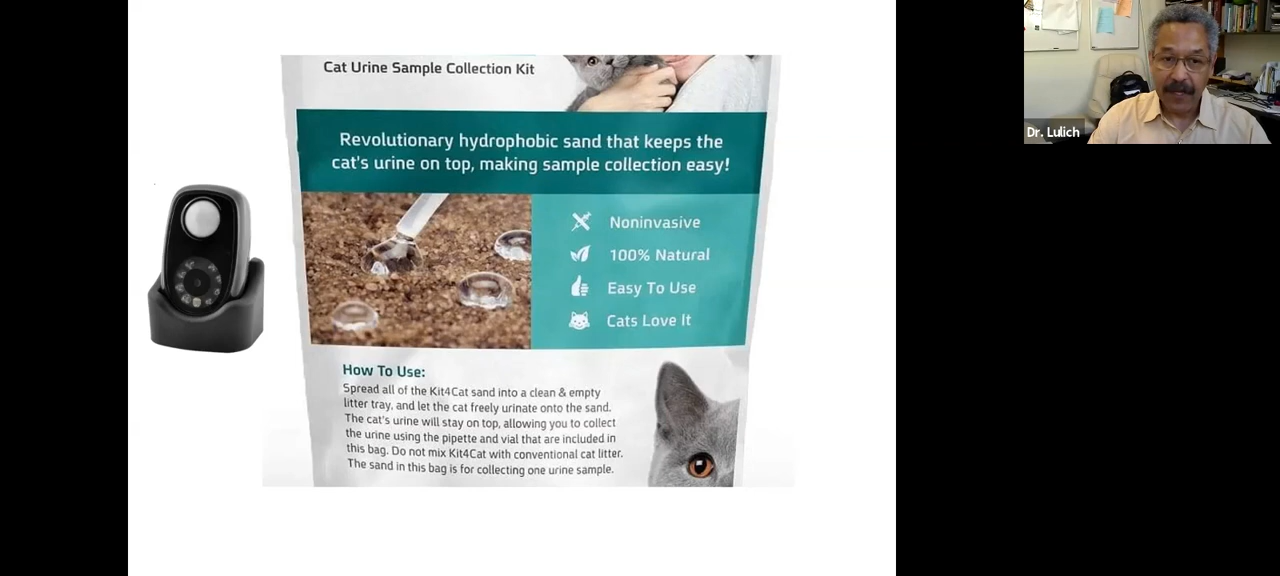 Cat Urine Sample Collection Kit
Revolutionary hydrophobic sand that keeps the
cat's urine on top, making sample collection easy!
Noninvasive
100% Natural
Easy To Use
Cats Love It
How To Use:
Spread all of the Kit4Cat sand into a clean & empty
litter tray, and let the cat freely urinate onto the sand.
The cat's urine will stay on top, allowing you to collect
the urine using the pipette and vial that are included in
this bag. Do not mix Kit4Cat with conventional cat litter.
The sand in this bag is for collecting one urine sample.
Dr. Lulich